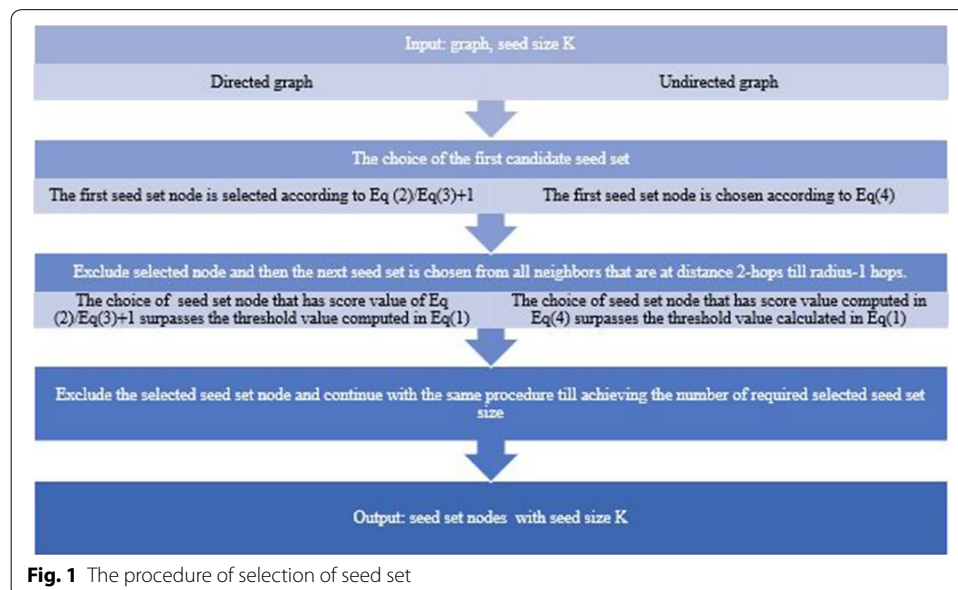 Input: graph, seed size K
Directed graph
Undirected graph
The choice of the first candidate seed set
The first seed set node is selected according to Eq (2)/Eq(3)+1
The first seed set node is chosen according to Eq(4)
Exclude selected node and then the next seed set is chosen from all neighbors that are at distance 2-hops till radius-1 hops.
The choice of seed set node that has score value of Eq
(2)/Eq(3)+1 surpasses the threshold value computed in Eq(1)
The choice of seed set node that has score value computed in
Eq(4) surpasses the threshold value calculated in Eq(1)
Exclude the selected seed set node and continue with the same procedure till achieving the number of required selected seed set
size
Output: seed set nodes with seed size K
Fig. 1 The procedure of selection of seed set